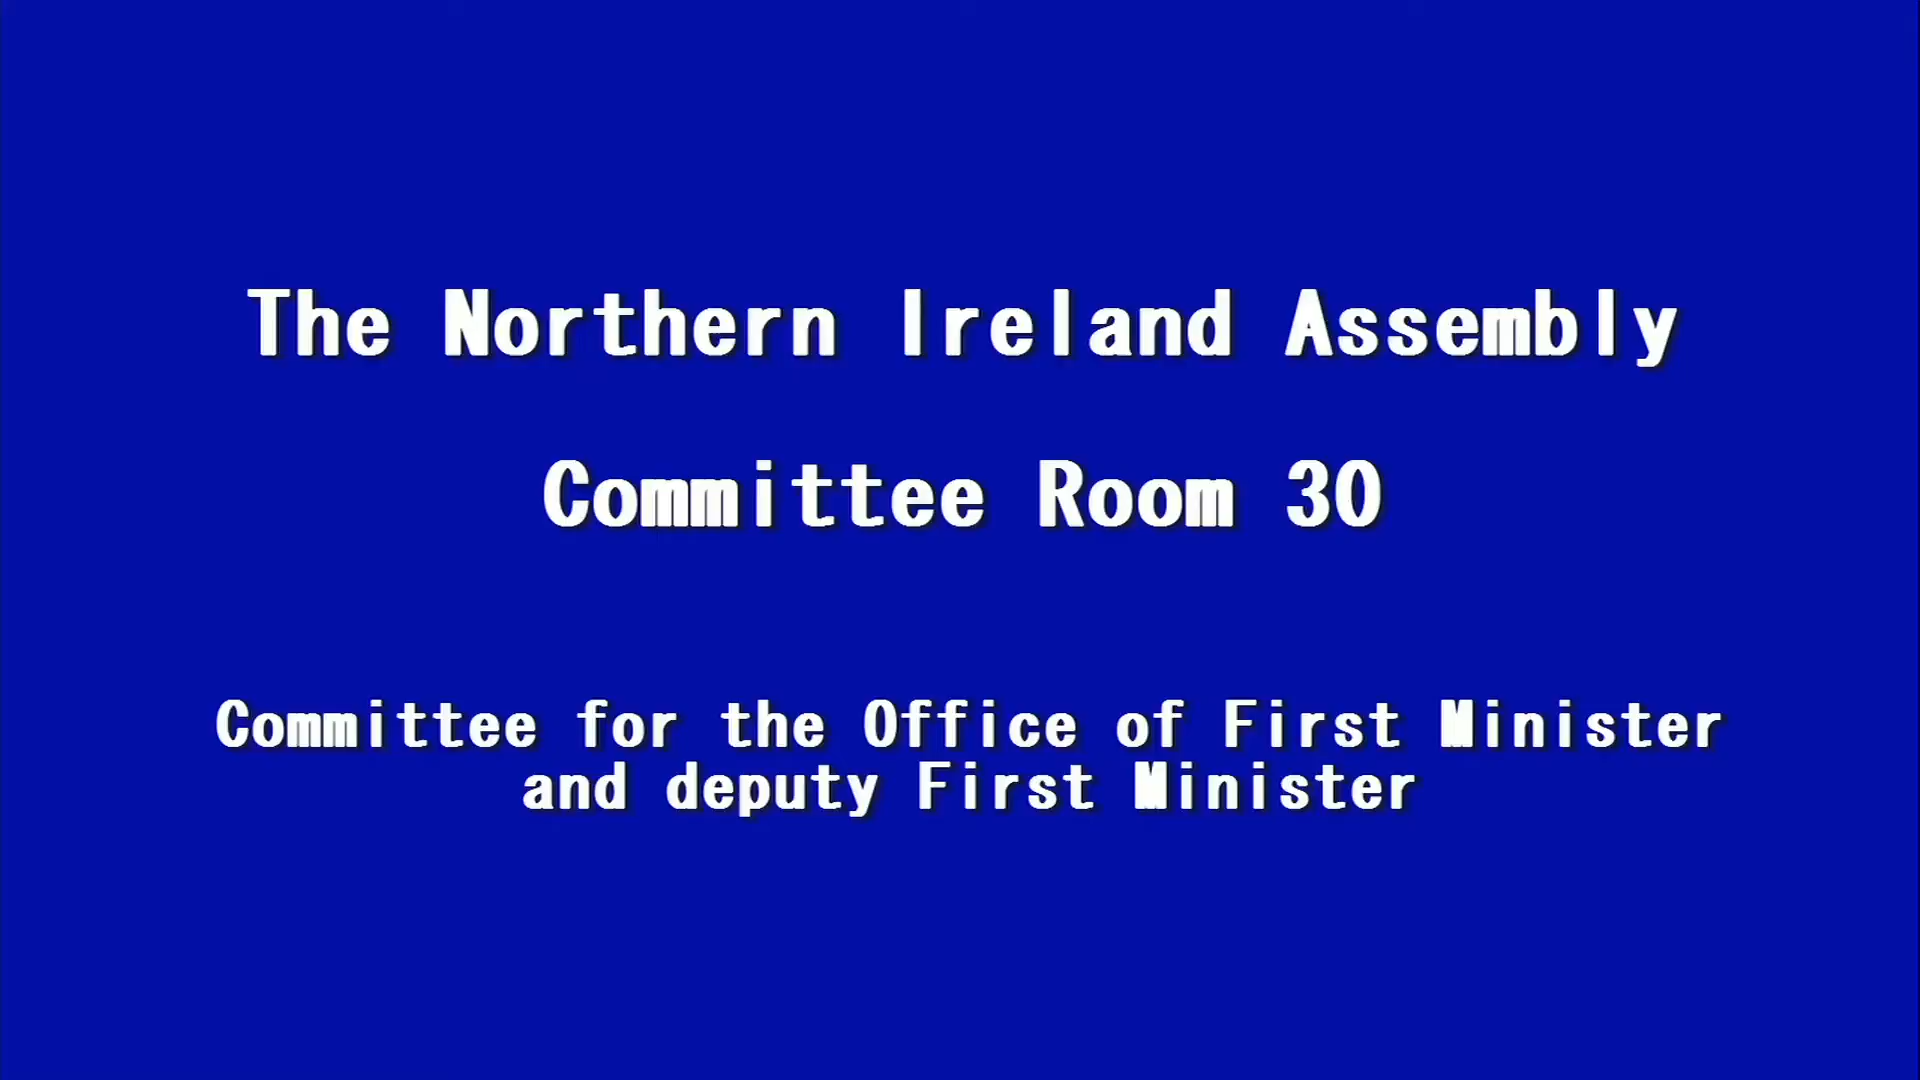 The Northern Ireland Assembly
Committee Room 30
Committee for the Office of First Minister
and deputy First Minister